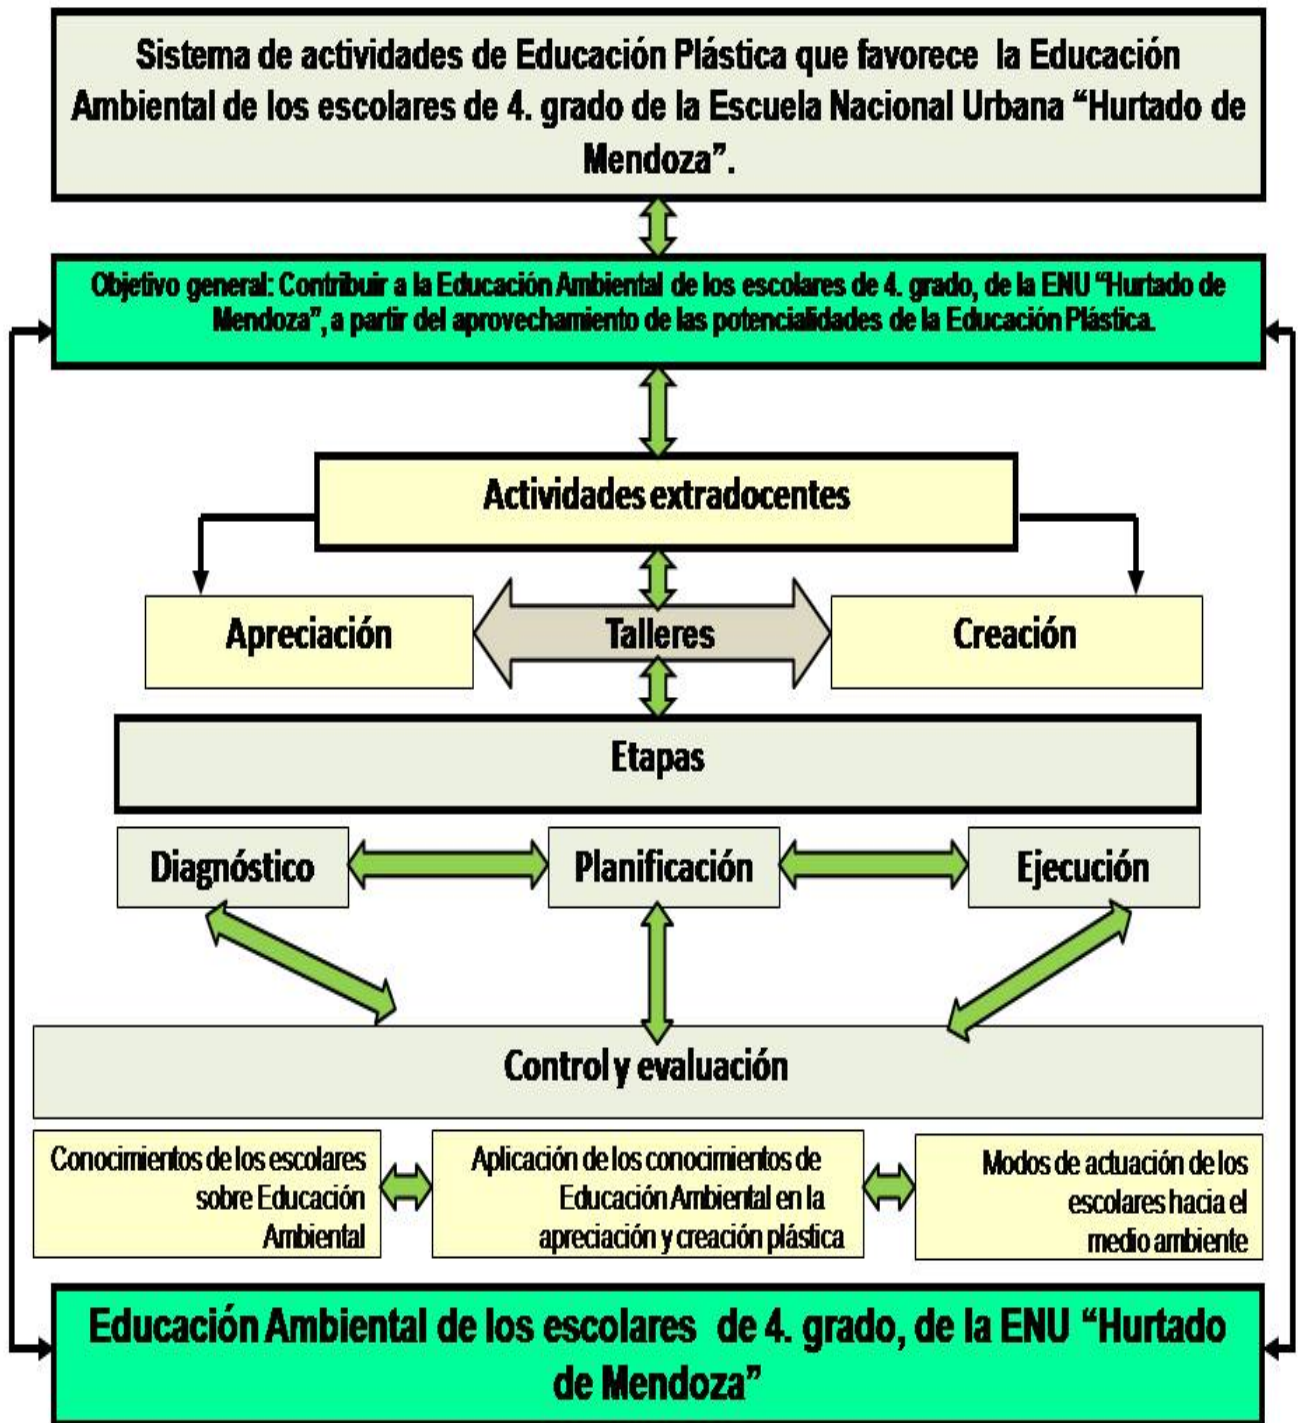 Sistema de actividades de Educación Plástica que favorece la Educación
Ambiental de los escolares de 4. grado de la Escuela Nacional Urbana “Hurtado de
Mendoza”.
Objetivo general: Contribuir a la Educación Ambiental de los escolares de 4. grado, de la ENU “Hurtado de
Mendoza”, a partir del aprovechamiento de las potencialidades de la Educación Plástica.
Actividades extradocentes
Apreciación
Talleres
Creación
Etapas
Diagnóstico
Planificación
Ejecución
Control y evaluación
Conocimientos de los escolares
sobre Educación
Ambiental
Aplicación de los conocimientos de
Educación Ambiental en la
apreciación y creación plástica
Modos de actuación de los
escolares hacia el
medio ambiente
Educación Ambiental de los escolares de 4. grado, de la ENU “Hurtado
de Mendoza”